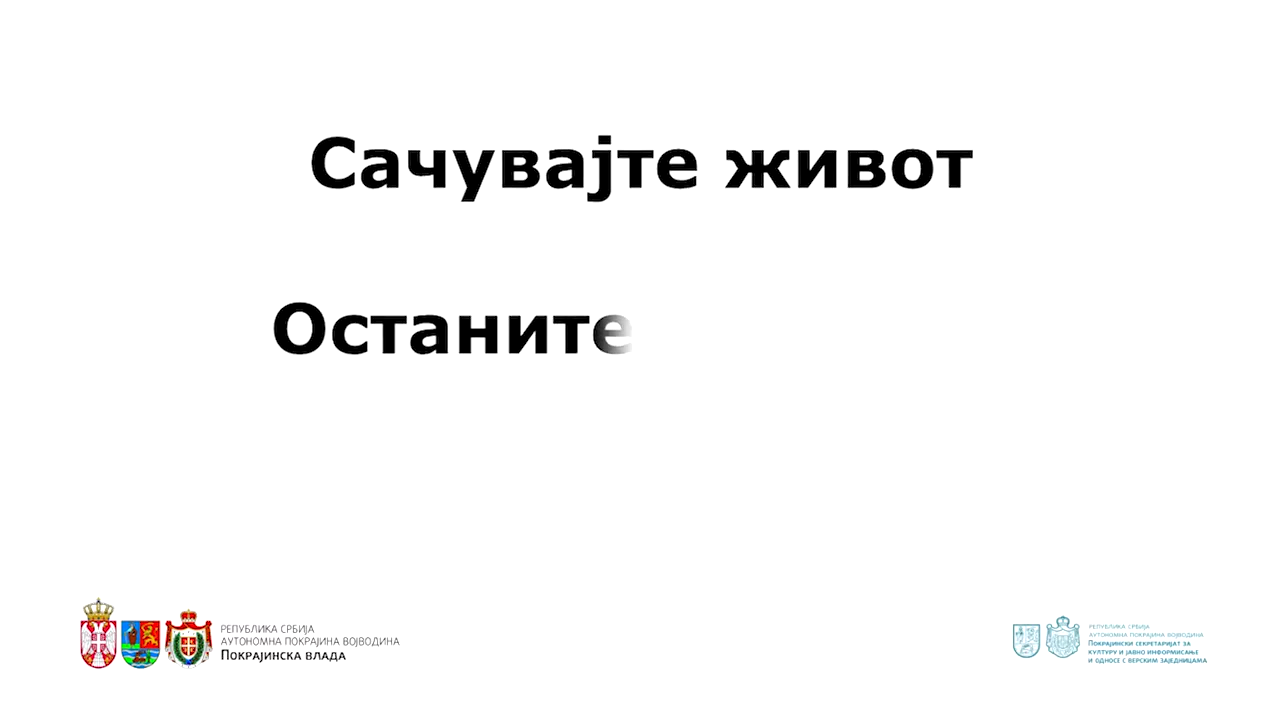 Сачувајте живот
Останите
РЕПУБЛИКА СРБИЈА
АУТОНОМНА ПОКРАЈИНА ВОЈВОДИНА
ПОКРАЈИНСКА ВЛАДА
РЕПУБЛИКА СРБИЈА
АУТОНОМНА ПОКРАЈИНА ВОЈВОДИНА
ПОКРАЈИНСКИ СЕКРЕТАРИЈАТ ЗА
КУЛТУРУ И ЈАВНО ИНФОРМИСАЊЕ
И ОДНОСЕ С ВЕРСКИМ ЗАЈЕДНИЦАМА